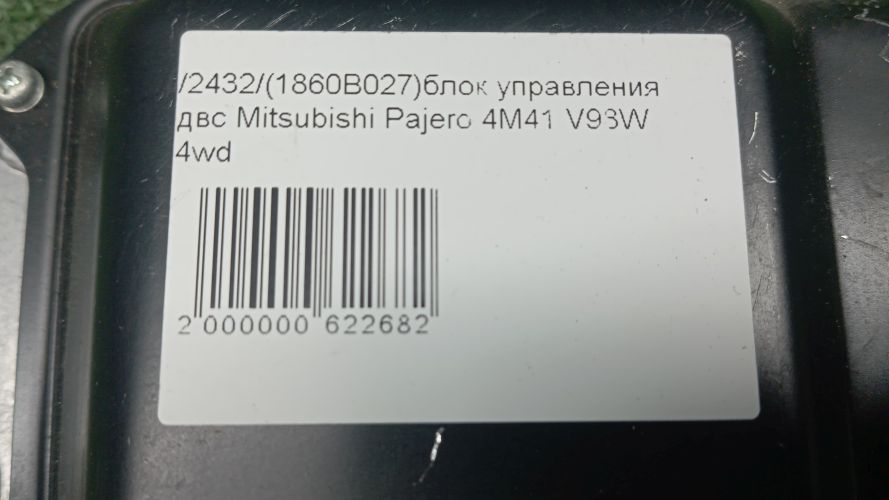 /2432/(1860B027)блок управления
двс Mitsubishi Pajero 4M41 V98W
4wd
2 000000 622682